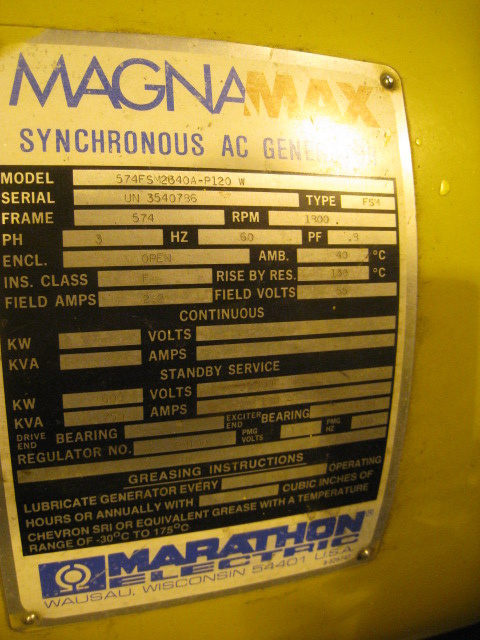 MAGNAMAX
SYNCHRONOUS AC
MODEL 574FSM2640A-P120 W
SERIAL UN 3540786 TYPE FSM
FRAME 574 RPM 1800
PH 3 HZ 60 PF .8
ENCL. OPEN AMB. 40 °C
INS. CLASS F RISE BY RES. °C
FIELD AMPS FIELD VOLTS
CONTINUOUS
KW VOLTS
KVA AMPS
STANDBY SERVICE
KW VOLTS
KVA AMPS
DRIVE END BEARING EXCITER END BEARING
REGULATOR NO. PMG VOLTS PMG HZ
GREASING INSTRUCTIONS
LUBRICATE GENERATOR EVERY OPERATING
HOURS OR ANNUALLY WITH CUBIC INCHES OF
CHEVRON SRI OR EQUIVALENT GREASE WITH A TEMPERATURE
RANGE OF -30°C TO 175°C
MARATHON®
ELECTRIC
WAUSAU, WISCONSIN 54401 U.S.A.